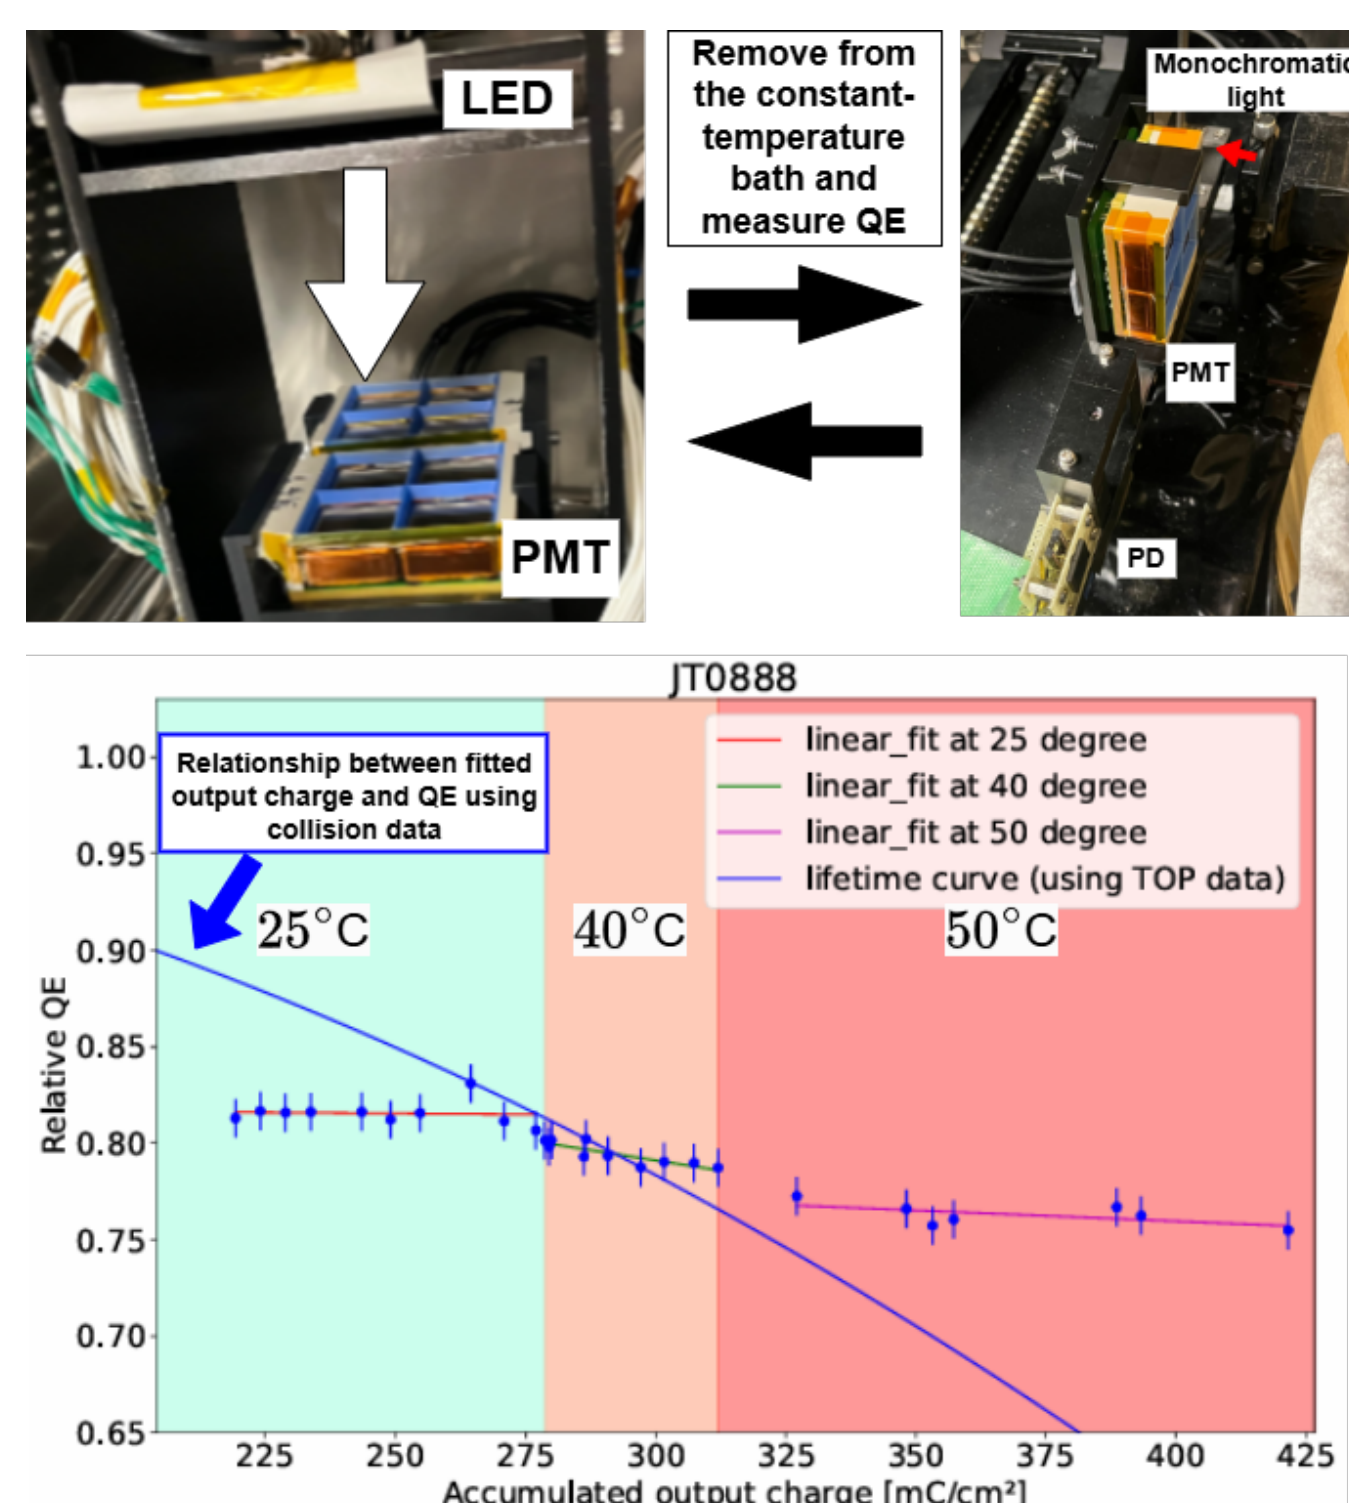 LED
PMT
Remove from
the constant-
temperature
bath and
measure QE
Monochromatic
light
PMT
PD
JT0888
linear_fit at 25 degree
linear_fit at 40 degree
linear_fit at 50 degree
lifetime curve (using TOP data)
Relationship between fitted
output charge and QE using
collision data
25°C
40°C
50°C
Relative QE
1.00
0.95
0.90
0.85
0.80
0.75
0.70
0.65
225 250 275 300 325 350 375 400 425
Accumulated output charge [mC/cm²]